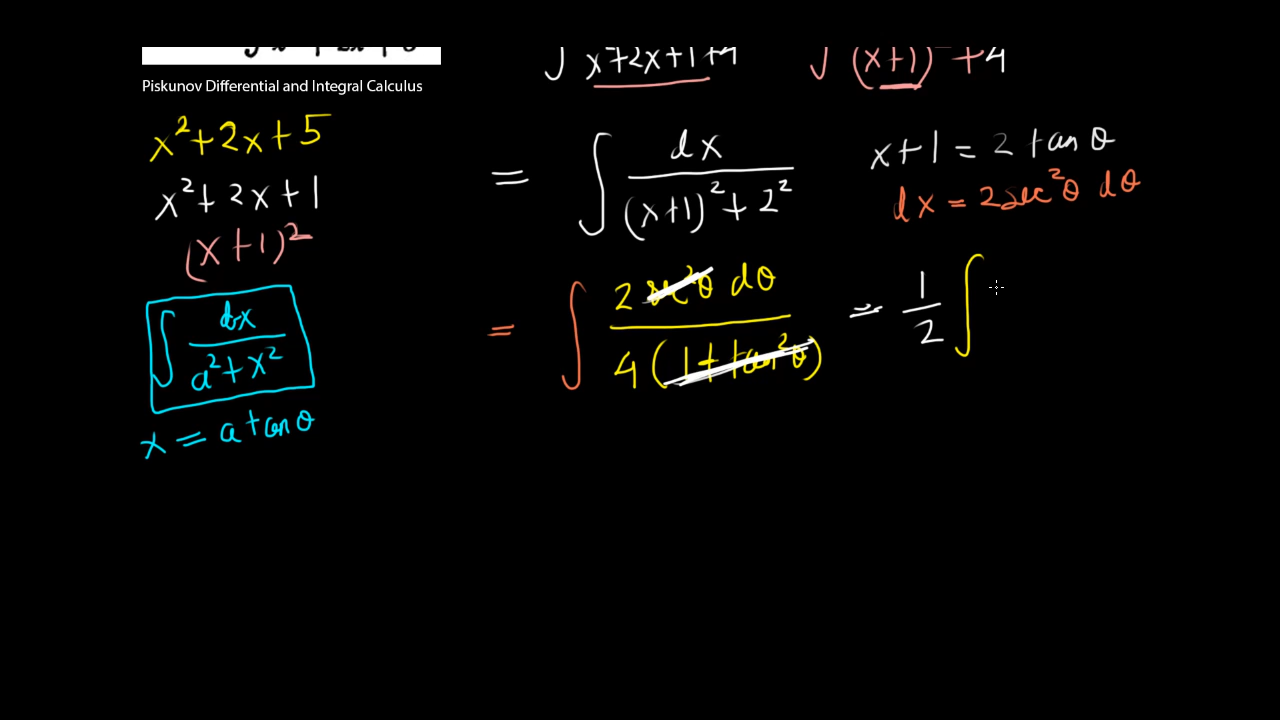 ∫ x²+2x+1+4 ∫ (x+1)² + 4
Piskunov Differential and Integral Calculus
x²+2x+5
x²+2x+1
(x+1)²
= ∫ dx / ((x+1)² + 2²)
x+1 = 2 tan θ
dx = 2sec²θ dθ
∫ dx / (a²+x²)
x = a tan θ
= ∫ 2 sec²θ dθ / 4(1+tan²θ) = 1/2 ∫